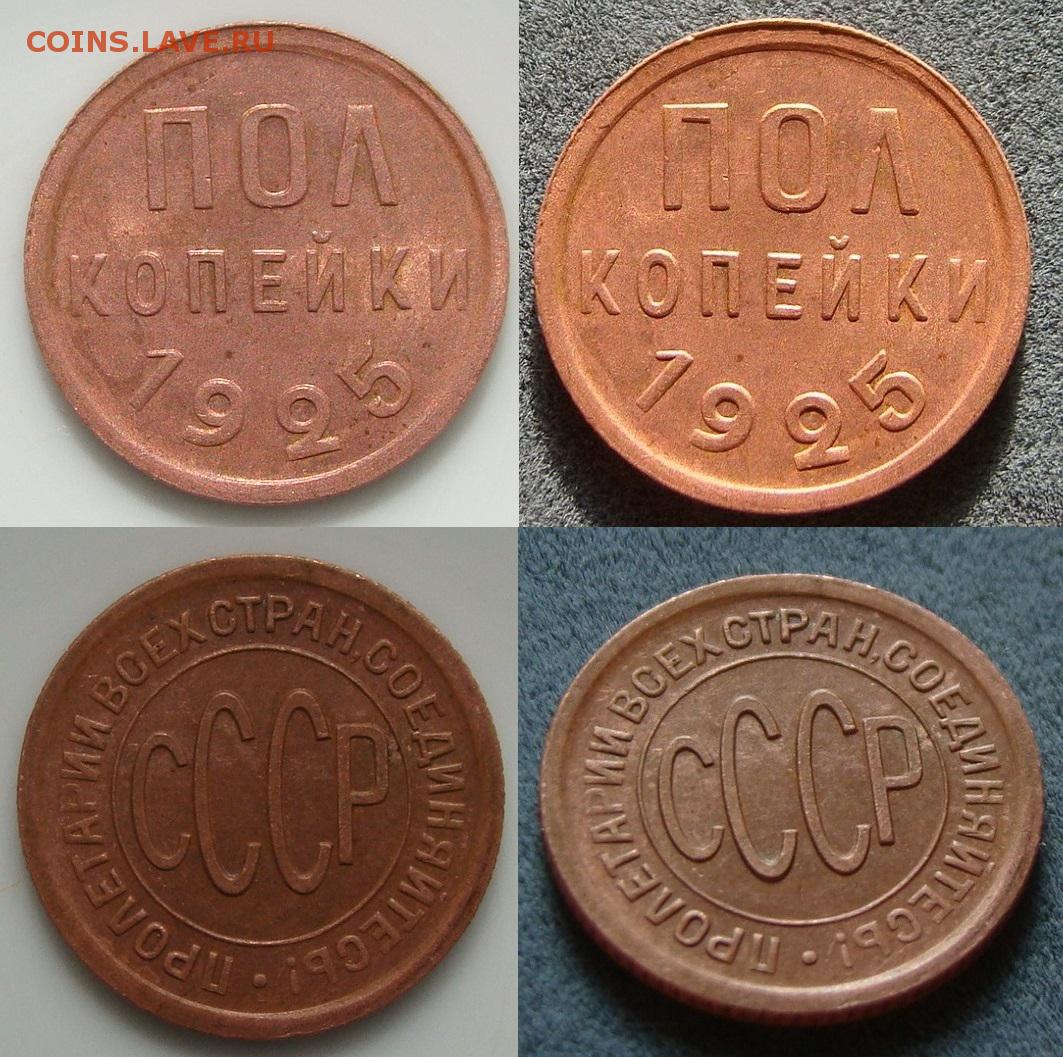 COINS.LAVE.RU
ПОЛ
КОПЕЙКИ
1925
ПОЛ
КОПЕЙКИ
1925
ПРОЛЕТАРИИ ВСЕХ СТРАН, СОЕДИНЯЙТЕСЬ! •
СССР
ПРОЛЕТАРИИ ВСЕХ СТРАН, СОЕДИНЯЙТЕСЬ! •
СССР